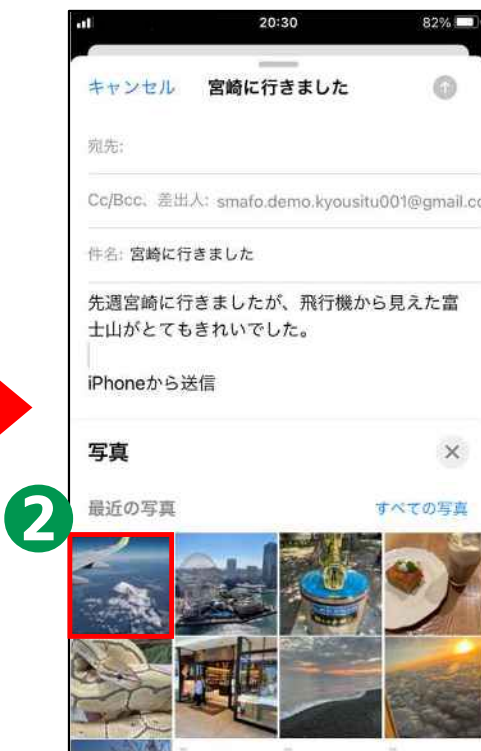 20:30
82%
キャンセル 宮崎に行きました
宛先:
Cc/Bcc、差出人: smafo.demo.kyousitu001@gmail.cc
件名: 宮崎に行きました
先週宮崎に行きましたが、飛行機から見えた富
士山がとてもきれいでした。
iPhoneから送信
写真
2
最近の写真 すべての写真